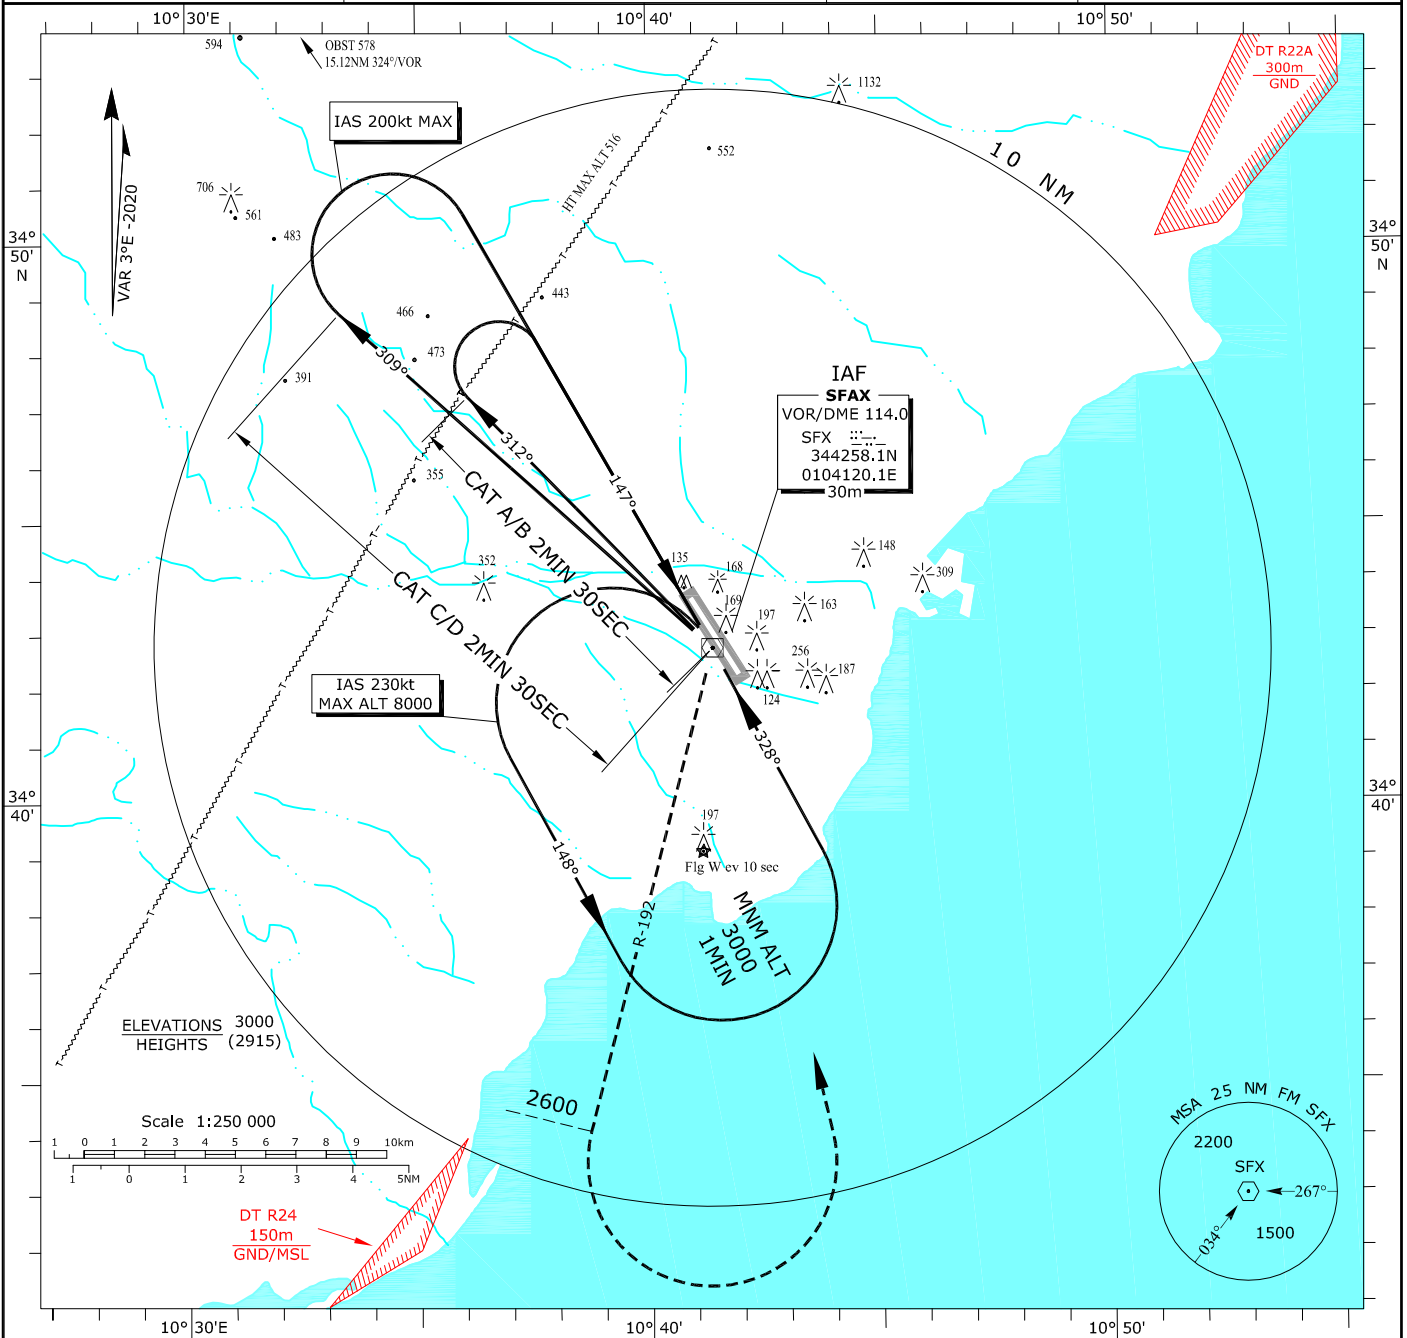 10° 30'E
10° 40'
10° 50'
594
OBST 578
15.12NM 324°/VOR
DT R22A
300m
GND
1132
IAS 200kt MAX
552
10 NM
HT MAX ALT 516
706
561
483
VAR 3°E -2020
34°
50'
N
34°
50'
N
443
466
473
309°
391
IAF
SFAX
VOR/DME 114.0
SFX
344258.1N
0104120.1E
30m
312°
147°
355
CAT A/B 2MIN 30SEC
CAT C/D 2MIN 30SEC
352
135
168
148
309
169
163
197
256
187
124
IAS 230kt
MAX ALT 8000
328°
34°
40'
34°
40'
197
Flg W ev 10 sec
148°
R-192
MNM ALT
3000
1MIN
ELEVATIONS 3000
HEIGHTS (2915)
2600
Scale 1:250 000
1 0 1 2 3 4 5 6 7 8 9 10km
1 0 1 2 3 4 5NM
MSA 25 NM FM SFX
2200
SFX
267°
034°
1500
DT R24
150m
GND/MSL
10° 30'E
10° 40'
10° 50'